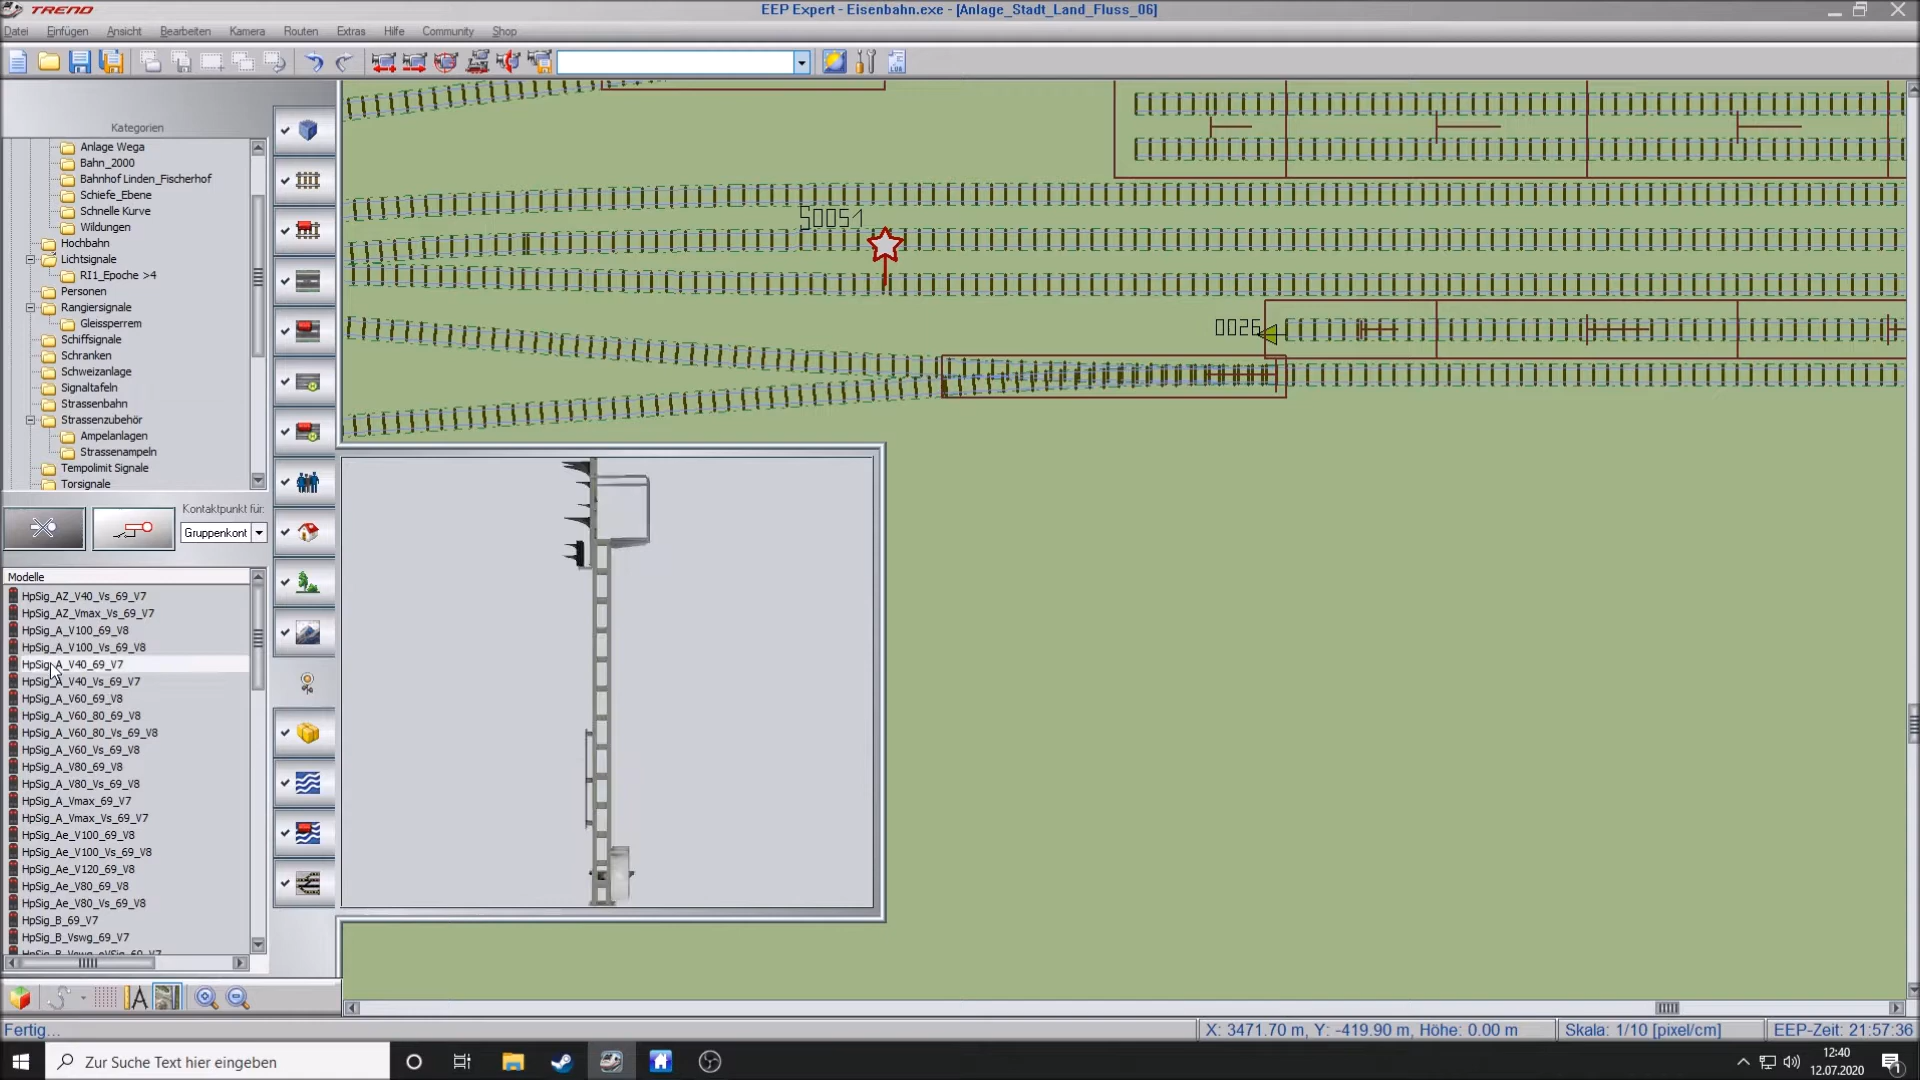 TREND
EEP Expert - Eisenbahn.exe - [Anlage_Stadt_Land_Fluss_06]
Datei Einfügen Ansicht Bearbeiten Kamera Routen Extras Hilfe Community Shop
LUA
Kategorien
Anlage Wega
Bahn_2000
Bahnhof Linden_Fischerhof
Schiefe_Ebene
Schnelle Kurve
Wildungen
Hochbahn
Lichtsignale
RI1_Epoche >4
Personen
Rangiersignale
Gleissperrem
Schiffsignale
Schranken
Schweizanlage
Signaltafeln
Strassenbahn
Strassenzubehör
Ampelanlagen
Strassenampeln
Tempolimit Signale
Torsignale
Kontaktpunkt für:
Gruppenkont
S0051
0026
Modelle
HpSig_AZ_V40_Vs_69_V7
HpSig_AZ_Vmax_Vs_69_V7
HpSig_A_V100_69_V8
HpSig_A_V100_Vs_69_V8
HpSig_A_V40_69_V7
HpSig_A_V40_Vs_69_V7
HpSig_A_V60_69_V8
HpSig_A_V60_80_69_V8
HpSig_A_V60_80_Vs_69_V8
HpSig_A_V60_Vs_69_V8
HpSig_A_V80_69_V8
HpSig_A_V80_Vs_69_V8
HpSig_A_Vmax_69_V7
HpSig_A_Vmax_Vs_69_V7
HpSig_Ae_V100_69_V8
HpSig_Ae_V100_Vs_69_V8
HpSig_Ae_V120_69_V8
HpSig_Ae_V80_69_V8
HpSig_Ae_V80_Vs_69_V8
HpSig_B_69_V7
HpSig_B_Vswg_69_V7
Fertig...
X: 3471.70 m, Y: -419.90 m, Höhe: 0.00 m
Skala: 1/10 [pixel/cm]
EEP-Zeit: 21:57:36
Zur Suche Text hier eingeben
12:40
12.07.2020
1